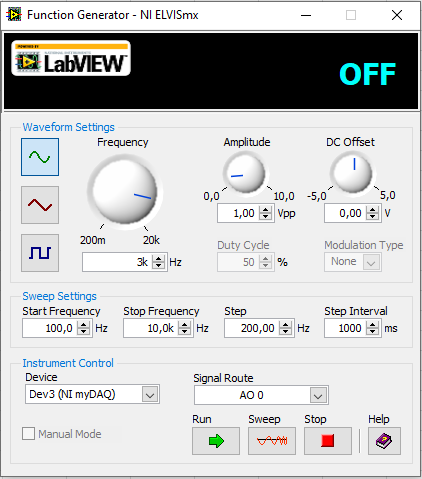 Function Generator - NI ELVISmx
POWERED BY
LabVIEW™
OFF
Waveform Settings
Frequency
200m 20k
3k Hz
Amplitude
0,0 10,0
1,00 Vpp
DC Offset
-5,0 5,0
0,00 V
Duty Cycle
50 %
Modulation Type
None
Sweep Settings
Start Frequency Stop Frequency Step Step Interval
100,0 Hz 10,0k Hz 200,00 Hz 1000 ms
Instrument Control
Device
Dev3 (NI myDAQ)
Signal Route
AO 0
Manual Mode
Run Sweep Stop Help